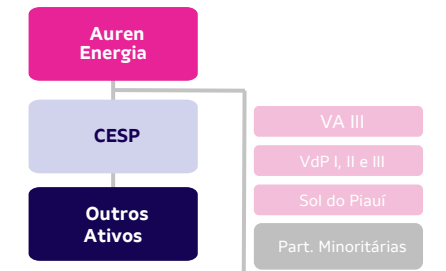 Auren
Energia
CESP
Outros
Ativos
VA III
VdP I, II e III
Sol do Piauí
Part. Minoritárias